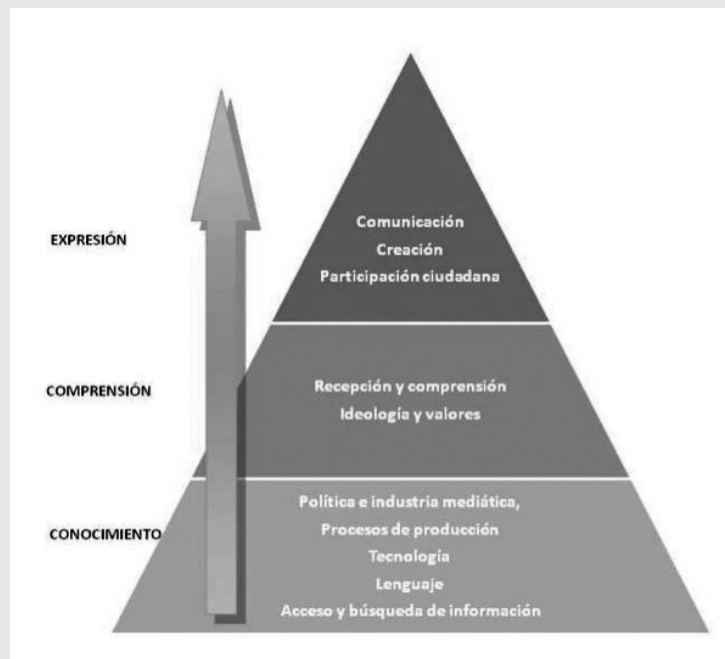 EXPRESIÓN
Comunicación
Creación
Participación ciudadana
COMPRENSIÓN
Recepción y comprensión
Ideología y valores
CONOCIMIENTO
Política e industria mediática,
Procesos de producción
Tecnología
Lenguaje
Acceso y búsqueda de información